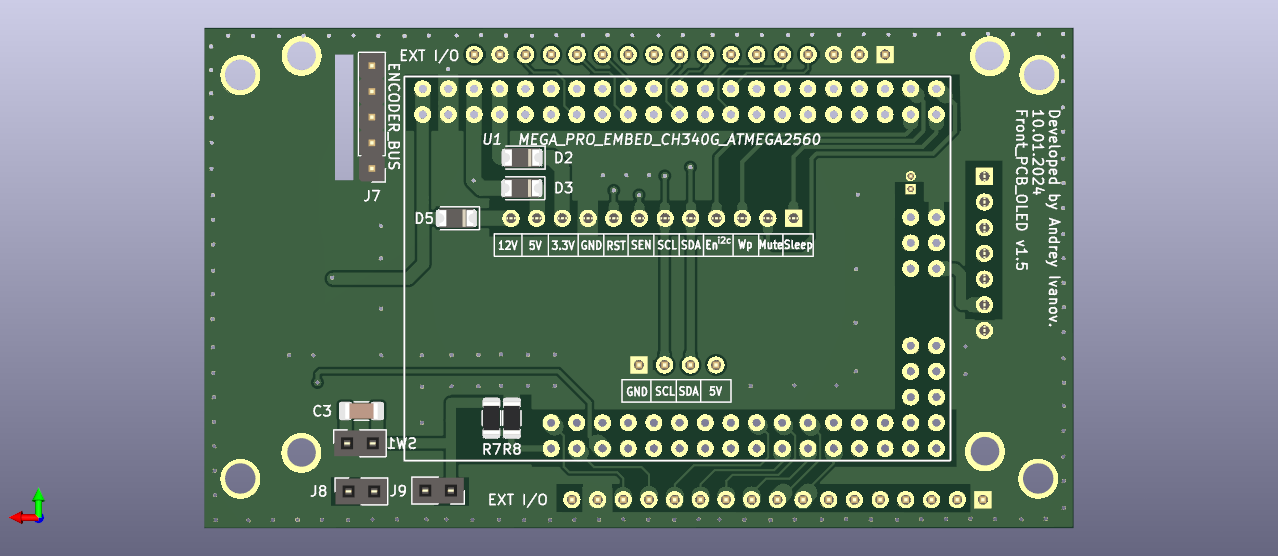 EXT I/O
ENCODER_BUS
J7
U1 MEGA_PRO_EMBED_CH340G_ATMEGA2560
D2
D3
D5
12V 5V 3.3V GND RST SEN SCL SDA En i2c Wp Mute Sleep
Developed by Andrey Ivanov.
10.01.2024
Front_PCB_OLED v1.5
GND SCL SDA 5V
C3
1W2
R7R8
J8
J9
EXT I/O